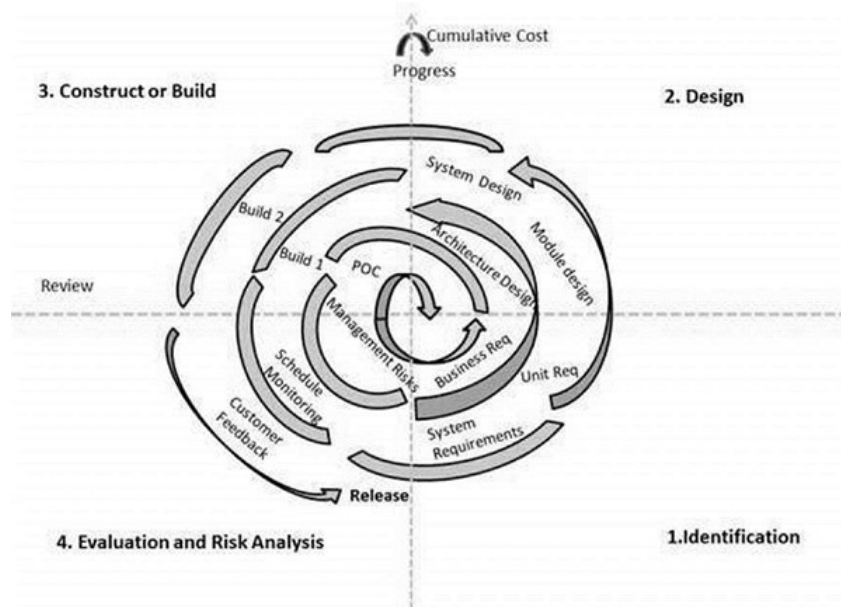 Cumulative Cost
Progress
3. Construct or Build
2. Design
System Design
Build 2
Architecture Design
Module design
Build 1
POC
Review
Management Risks
Business Req
Unit Req
Schedule
Monitoring
System
Requirements
Customer
Feedback
Release
4. Evaluation and Risk Analysis
1.Identification